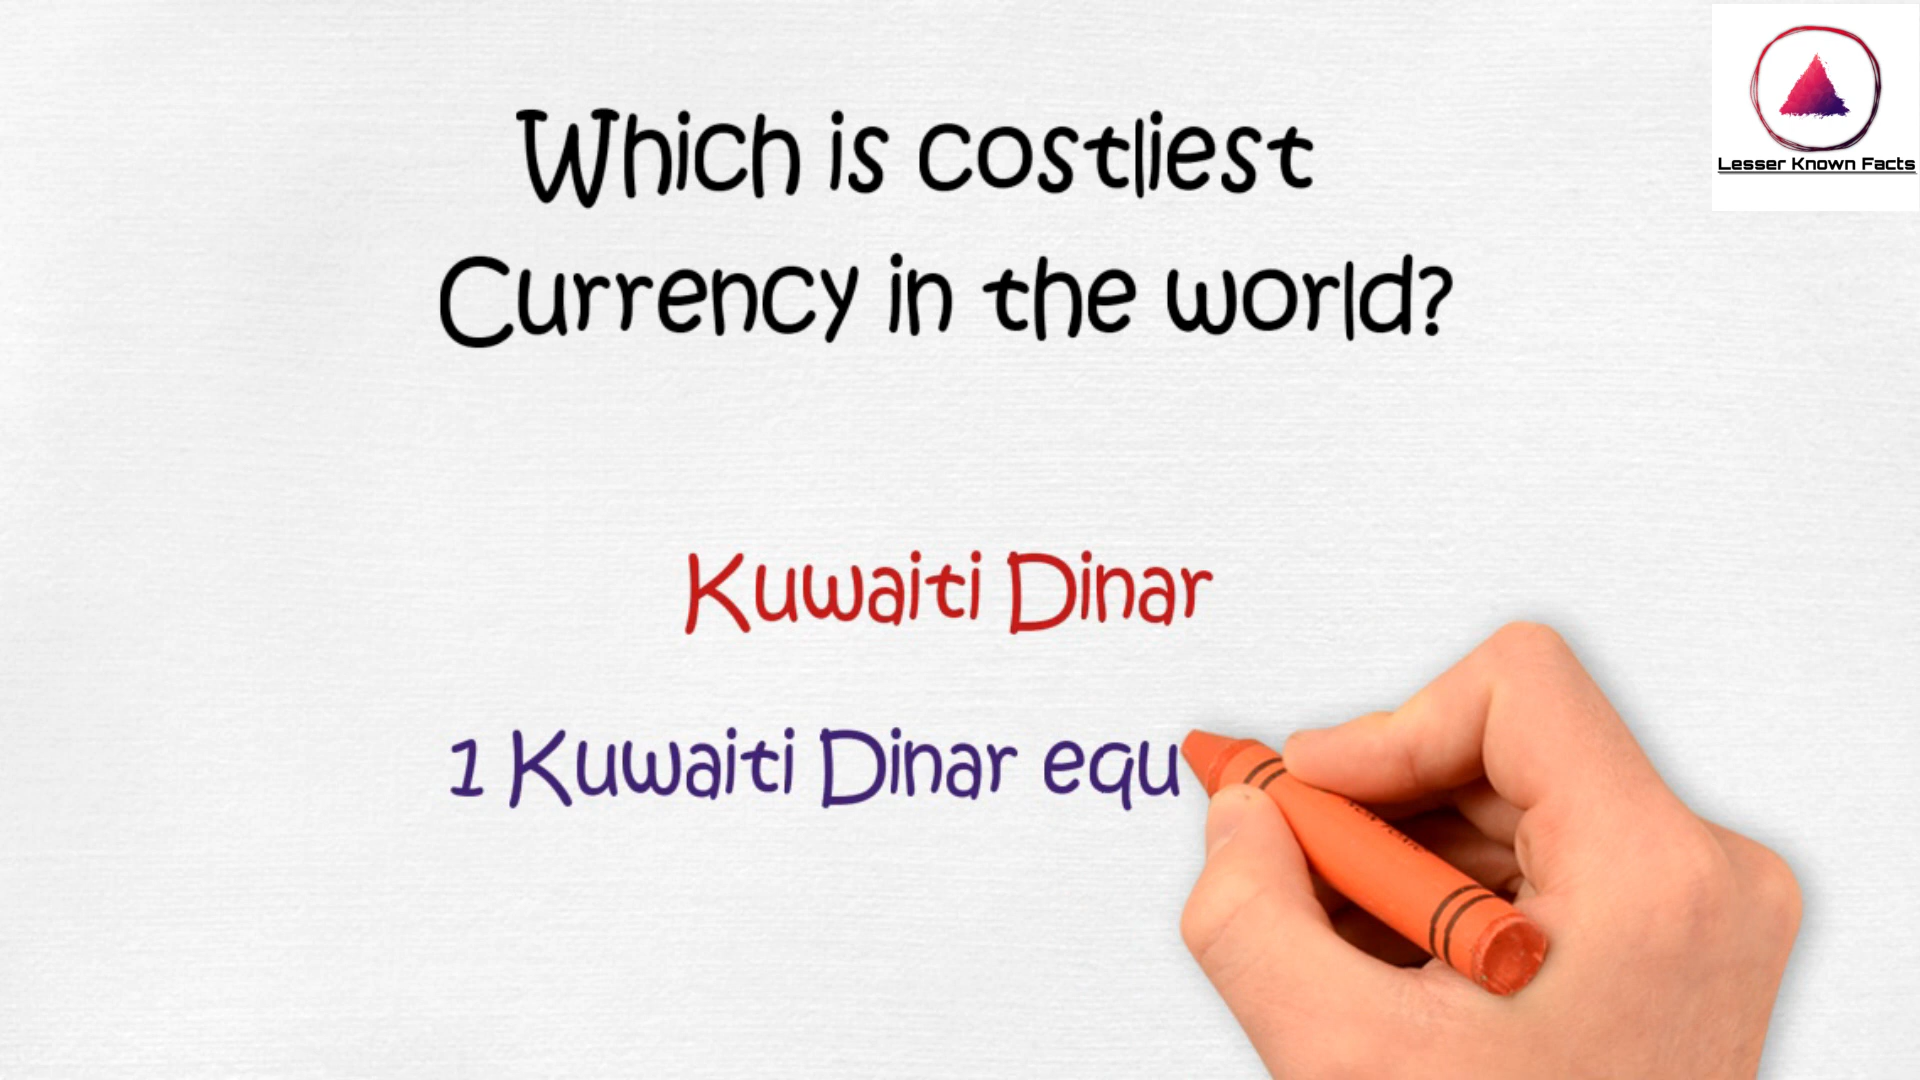 Lesser Known Facts
Which is costliest
Currency in the world?
Kuwaiti Dinar
1 Kuwaiti Dinar equ